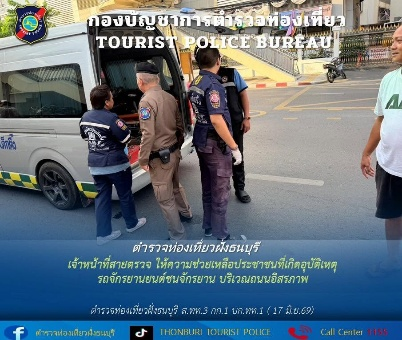 กองบัญชาการตำรวจท่องเที่ยว
TOURIST POLICE BUREAU
ตำรวจท่องเที่ยวฝั่งธนบุรี
เจ้าหน้าที่สายตรวจ ให้ความช่วยเหลือประชาชนที่เกิดอุบัติเหตุ
รถจักรยานยนต์ชนจักรยาน บริเวณถนนอิสรภาพ
ตำรวจท่องเที่ยวฝั่งธนบุรี ส.ทท.3 กก.1 บก.ทท.1 ( 17 มิ.ย.69)
ตำรวจท่องเที่ยวฝั่งธนบุรี
THONBURI TOURIST POLICE
Call Center 1155